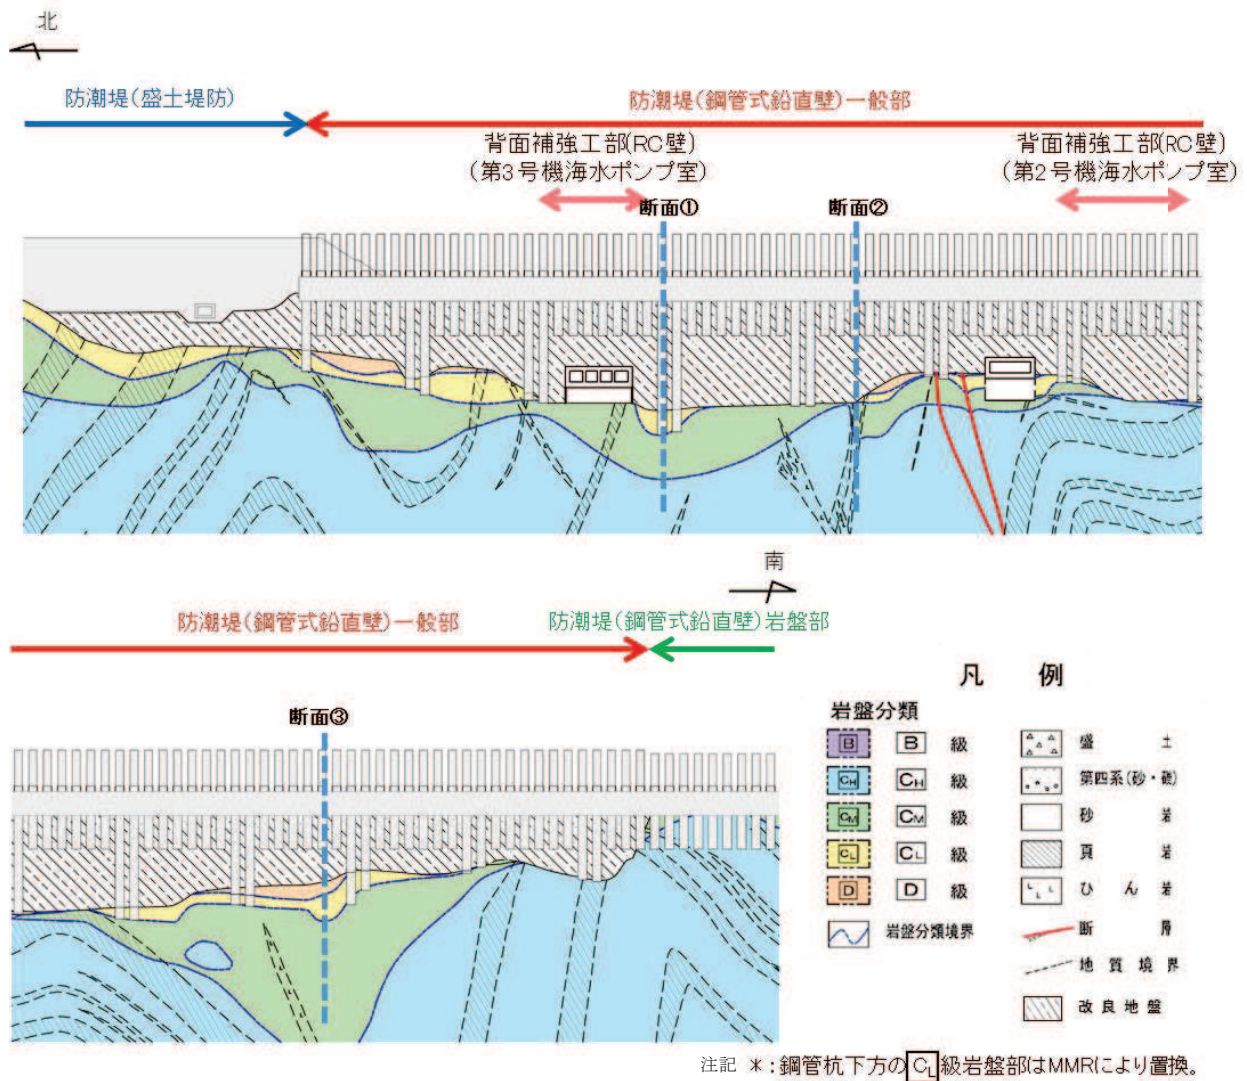 北
防潮堤(盛土堤防)
防潮堤(鋼管式鉛直壁)一般部
背面補強工部(RC壁)
(第3号機海水ポンプ室)
背面補強工部(RC壁)
(第2号機海水ポンプ室)
断面①
断面②
南
防潮堤(鋼管式鉛直壁)一般部
防潮堤(鋼管式鉛直壁)岩盤部
断面③
凡 例
岩盤分類
B B 級
CH CH 級
CM CM 級
CL CL 級
D D 級
岩盤分類境界
盛 土
第四系(砂・礫)
砂 岩
頁 岩
ひ ん 岩
断 層
地 質 境 界
改 良 地 盤
注記 *:鋼管杭下方のCL級岩盤部はMMRにより置換。